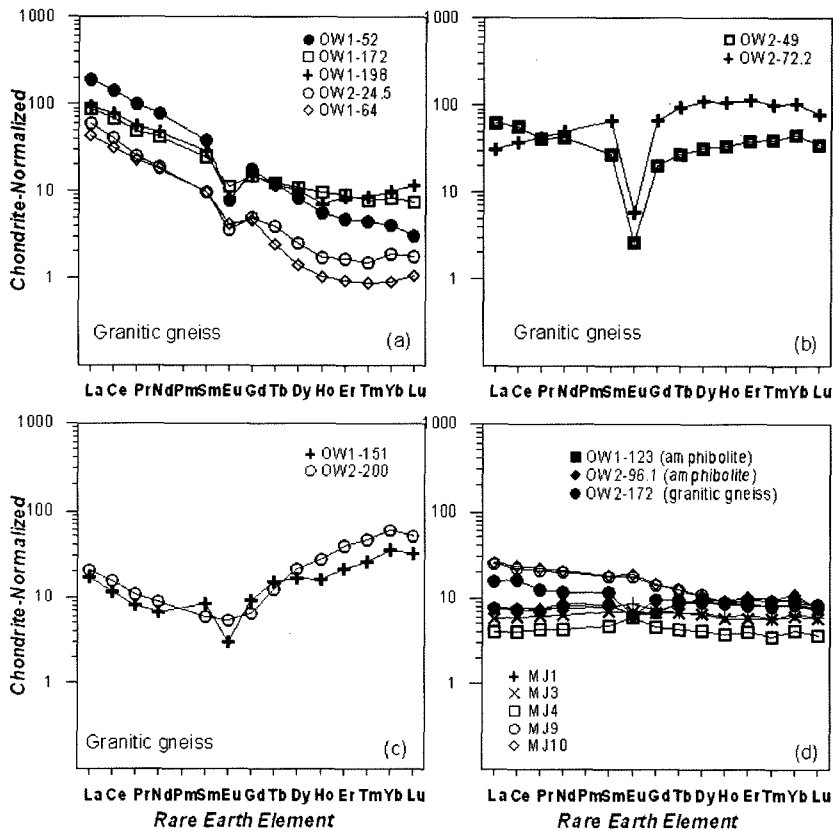 1000
100
10
1
Chondrite-Normalized
OW1-52
OW1-172
OW1-198
OW2-24.5
OW1-64
Granitic gneiss
(a)
La Ce Pr Nd Pm Sm Eu Gd Tb Dy Ho Er Tm Yb Lu
1000
100
10
1
OW2-49
OW2-72.2
Granitic gneiss
(b)
La Ce Pr Nd Pm Sm Eu Gd Tb Dy Ho Er Tm Yb Lu
1000
100
10
1
Chondrite-Normalized
OW1-151
OW2-200
Granitic gneiss
(c)
La Ce Pr Nd Pm Sm Eu Gd Tb Dy Ho Er Tm Yb Lu
Rare Earth Element
1000
100
10
1
OW1-123 (amphibolite)
OW2-96.1 (amphibolite)
OW2-172 (granitic gneiss)
MJ1
MJ3
MJ4
MJ9
MJ10
(d)
La Ce Pr Nd Pm Sm Eu Gd Tb Dy Ho Er Tm Yb Lu
Rare Earth Element